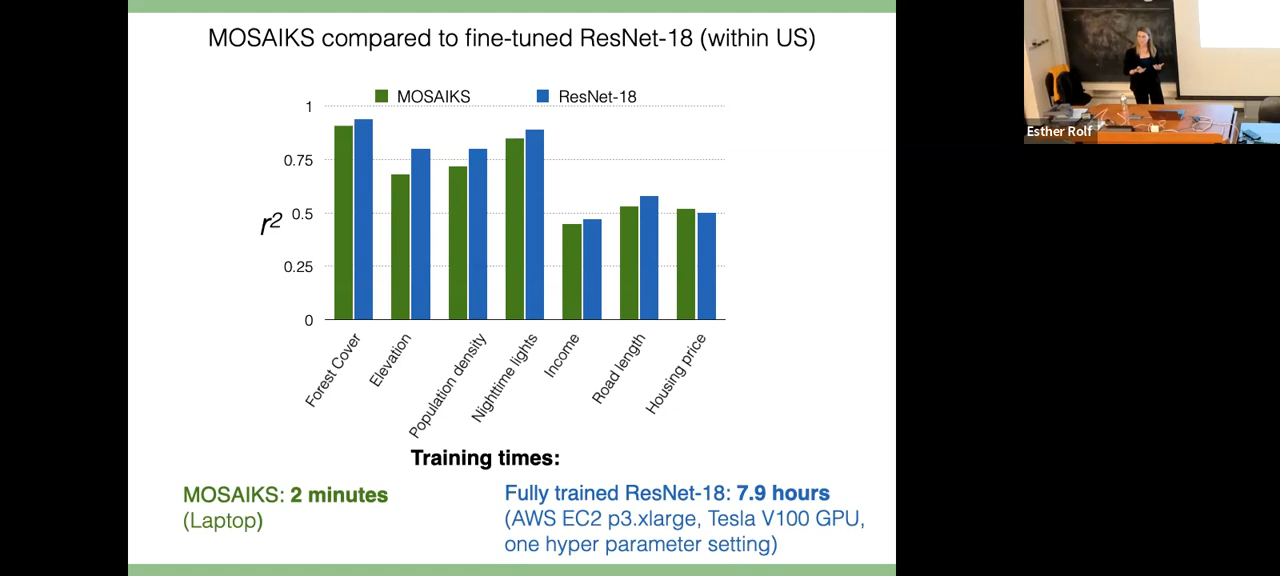 MOSAIKS compared to fine-tuned ResNet-18 (within US)
MOSAIKS
ResNet-18
1
0.75
0.5
0.25
0
r²
Forest Cover
Elevation
Population density
Nighttime lights
Income
Road length
Housing price
Training times:
MOSAIKS: 2 minutes
(Laptop)
Fully trained ResNet-18: 7.9 hours
(AWS EC2 p3.xlarge, Tesla V100 GPU,
one hyper parameter setting)
Esther Rolf